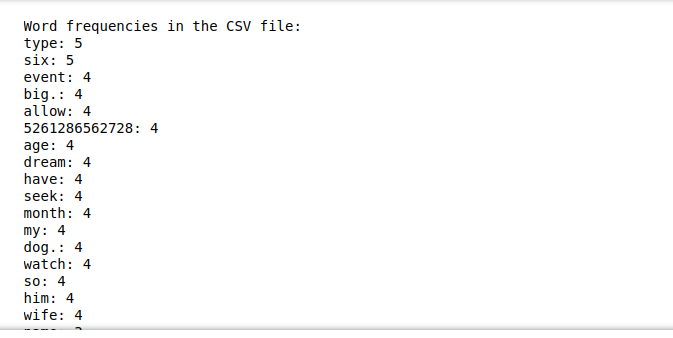 Word frequencies in the CSV file:
type: 5
six: 5
event: 4
big.: 4
allow: 4
5261286562728: 4
age: 4
dream: 4
have: 4
seek: 4
month: 4
my: 4
dog.: 4
watch: 4
so: 4
him: 4
wife: 4